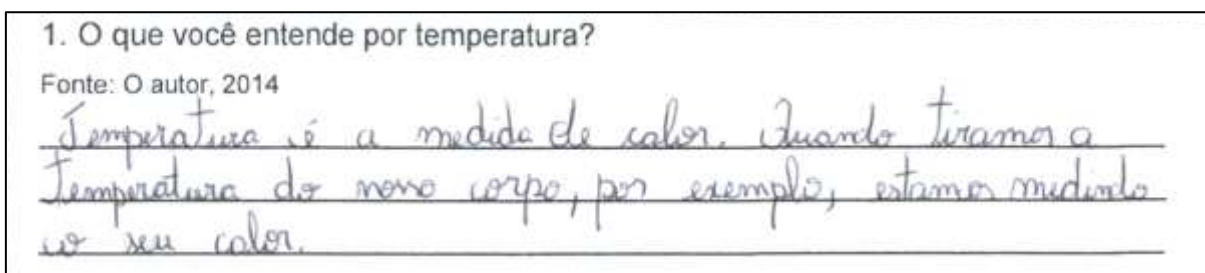 1. O que você entende por temperatura?
Fonte: O autor, 2014
Temperatura é a medida de calor. Quando tiramos a
Temperatura do nosso corpo, por exemplo, estamos medindo
o seu calor.